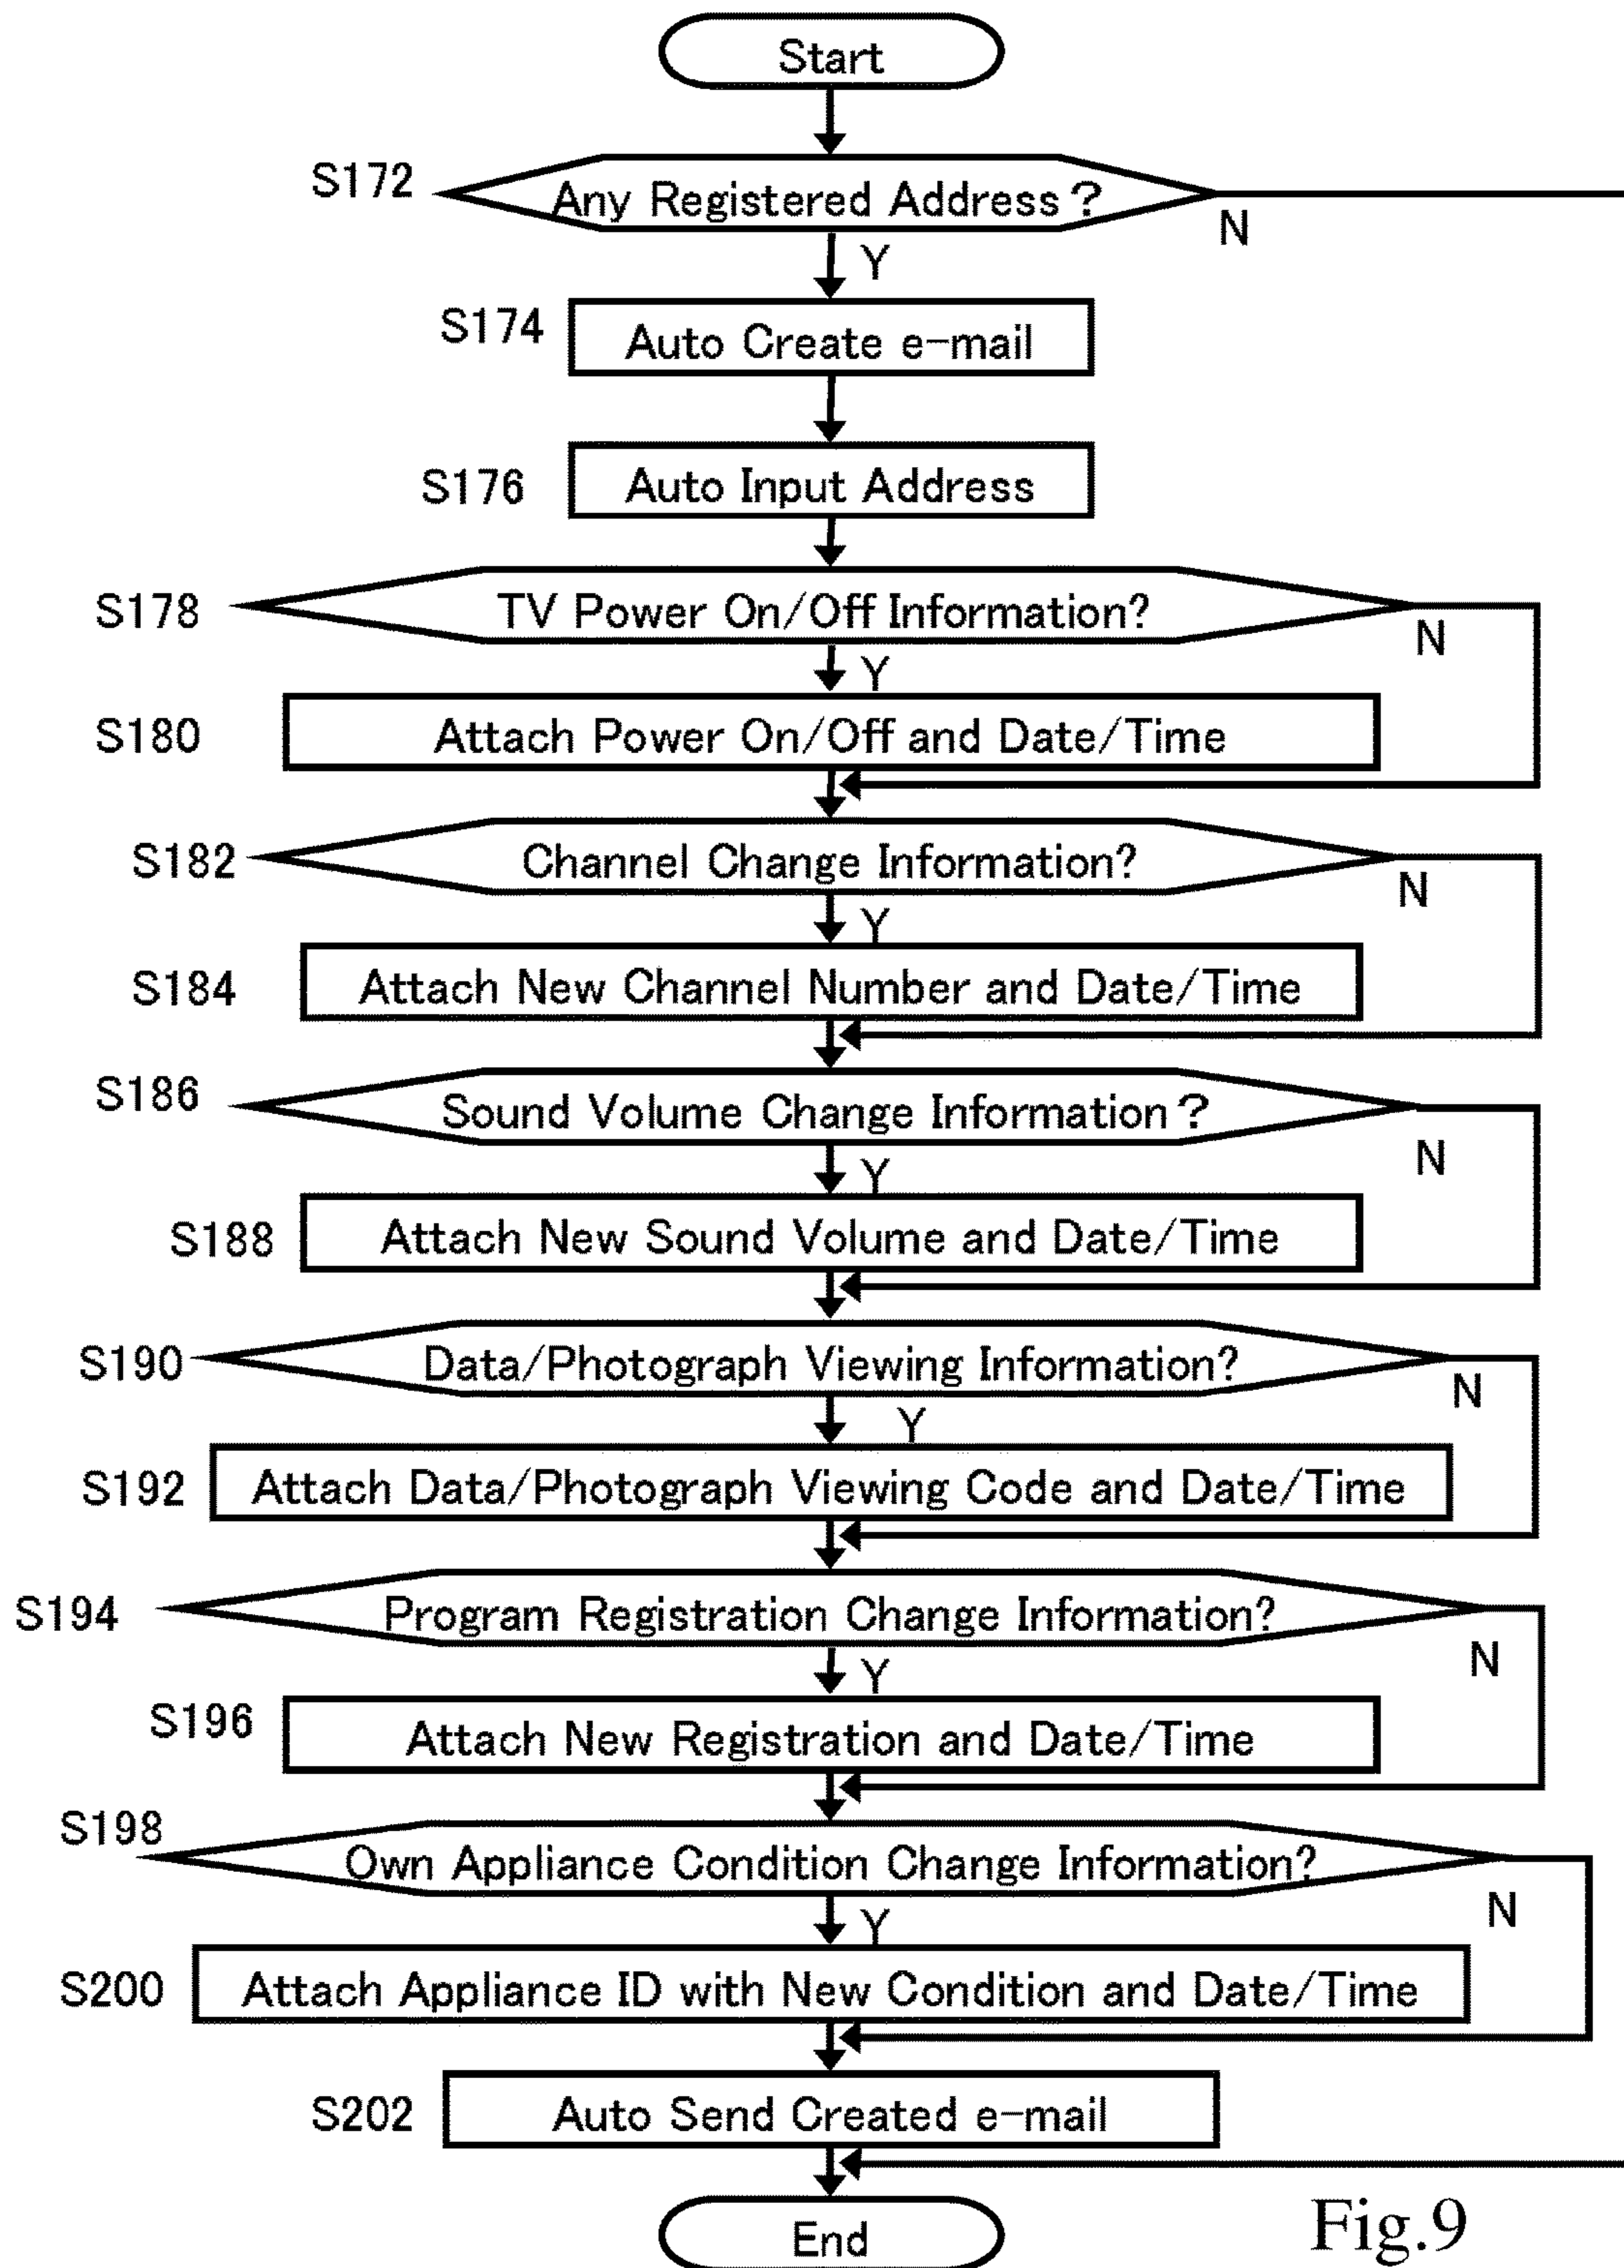 Start
S172
Any Registered Address?
N
Y
S174
Auto Create e-mail
S176
Auto Input Address
S178
TV Power On/Off Information?
N
Y
S180
Attach Power On/Off and Date/Time
S182
Channel Change Information?
N
Y
S184
Attach New Channel Number and Date/Time
S186
Sound Volume Change Information?
N
Y
S188
Attach New Sound Volume and Date/Time
S190
Data/Photograph Viewing Information?
N
Y
S192
Attach Data/Photograph Viewing Code and Date/Time
S194
Program Registration Change Information?
N
Y
S196
Attach New Registration and Date/Time
S198
Own Appliance Condition Change Information?
N
Y
S200
Attach Appliance ID with New Condition and Date/Time
S202
Auto Send Created e-mail
End
Fig.9